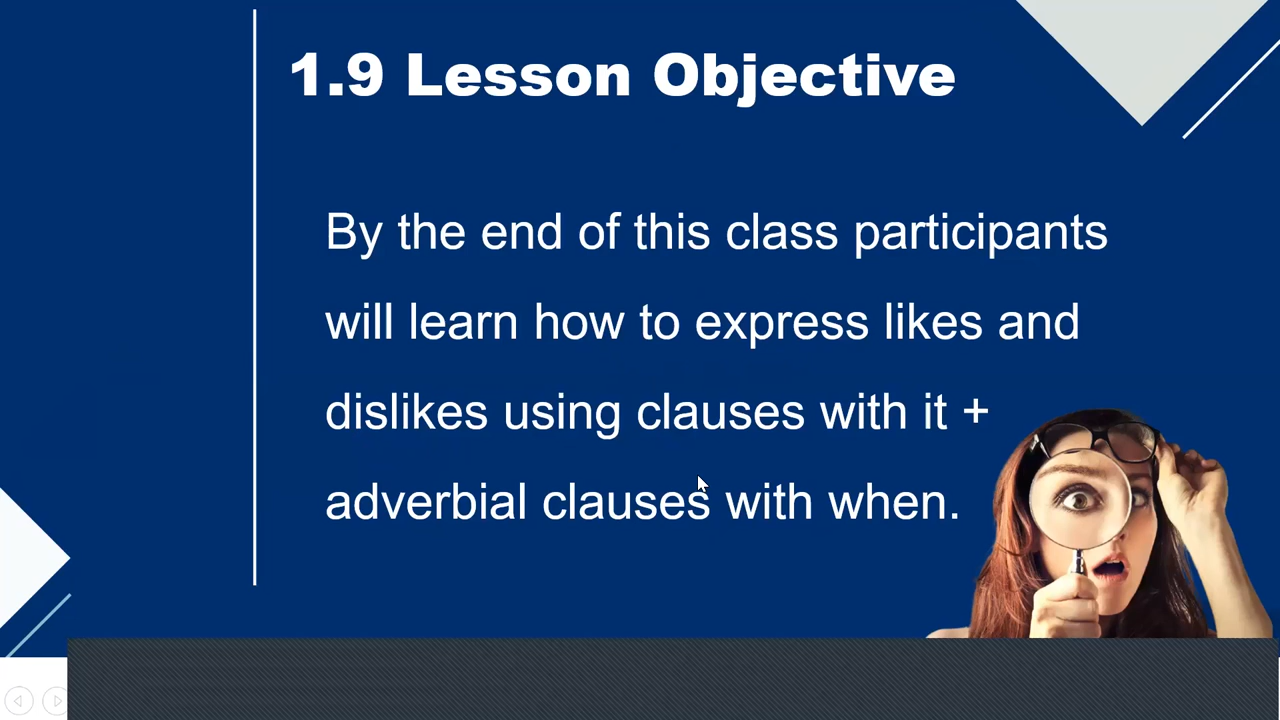 1.9 Lesson Objective
By the end of this class participants
will learn how to express likes and
dislikes using clauses with it +
adverbial clauses with when.